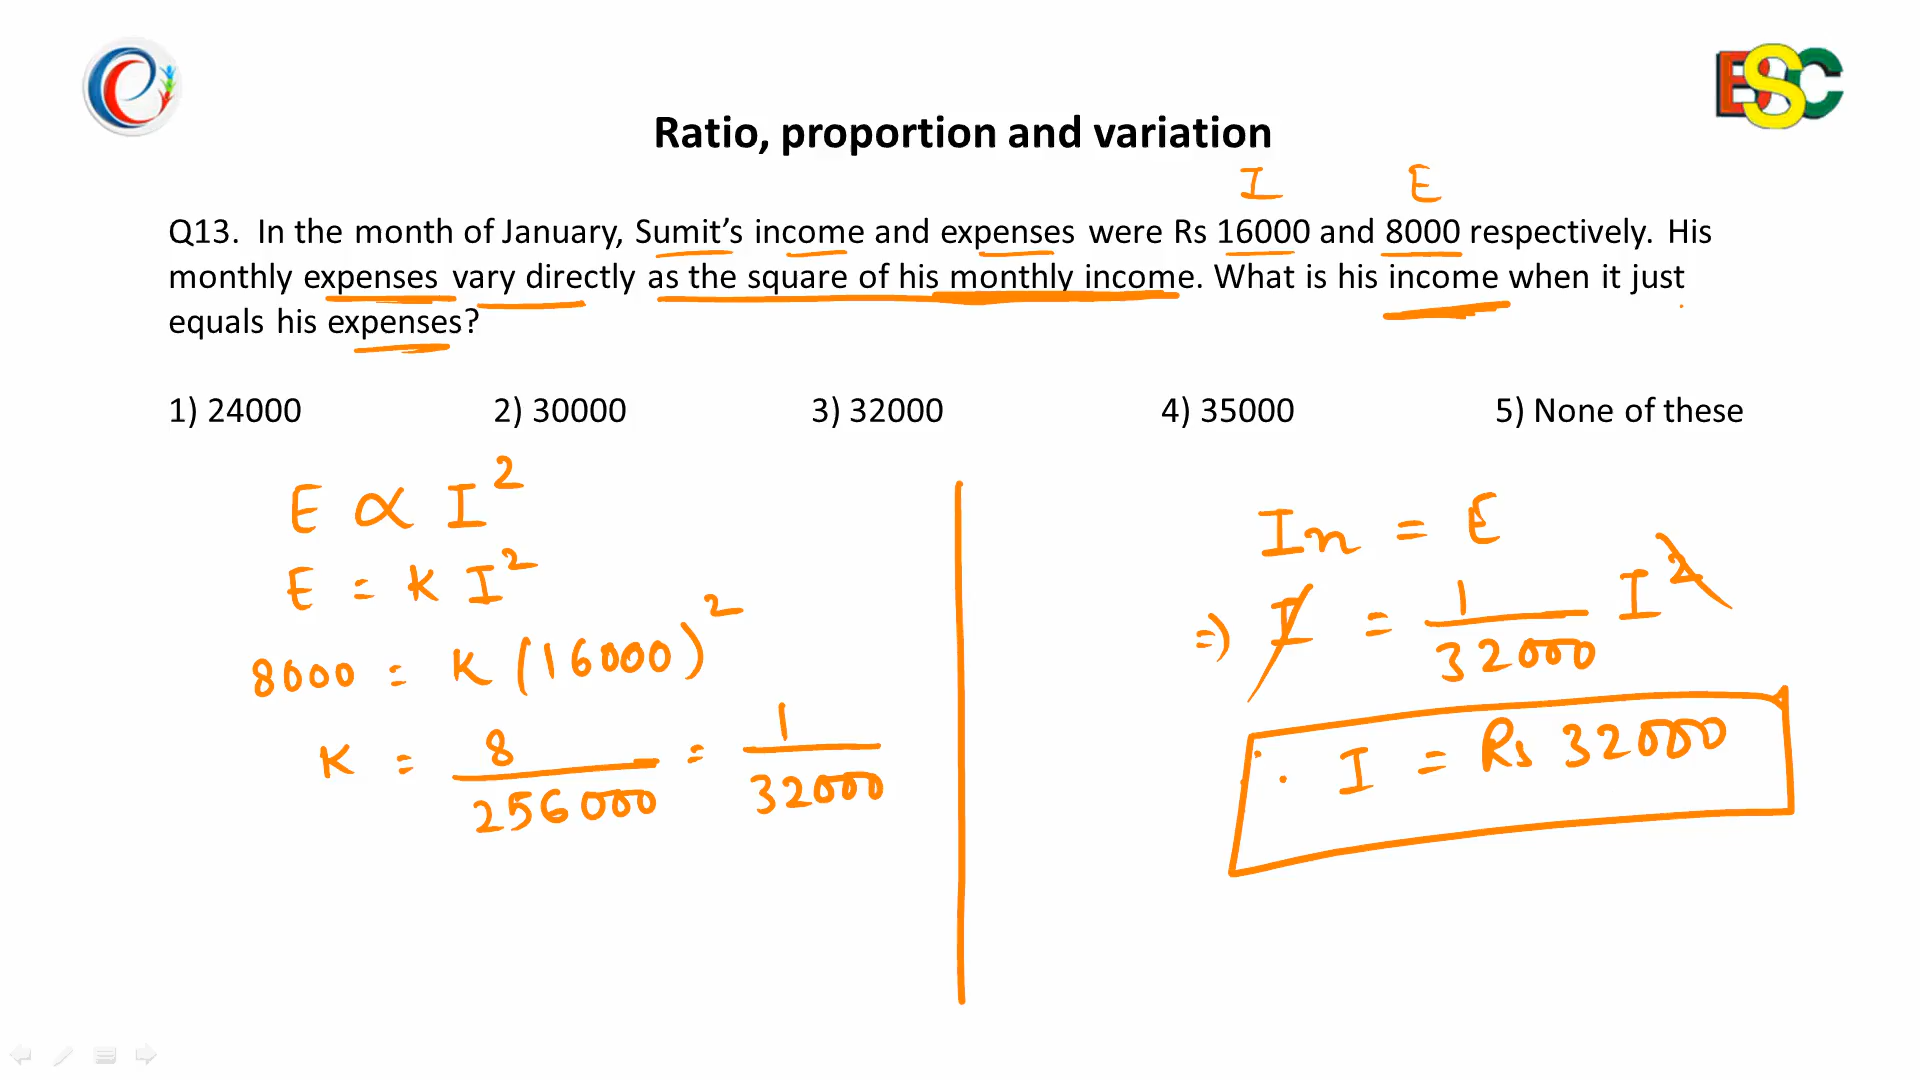 ESC
Ratio, proportion and variation
I E
Q13. In the month of January, Sumit’s income and expenses were Rs 16000 and 8000 respectively. His
monthly expenses vary directly as the square of his monthly income. What is his income when it just
equals his expenses?
1) 24000 2) 30000 3) 32000 4) 35000 5) None of these
E ∝ I²
E = K I²
8000 = K (16000)²
K = 8/256000 = 1/32000
In = E
=) I = 1/32000 I²
∴ I = Rs 32000